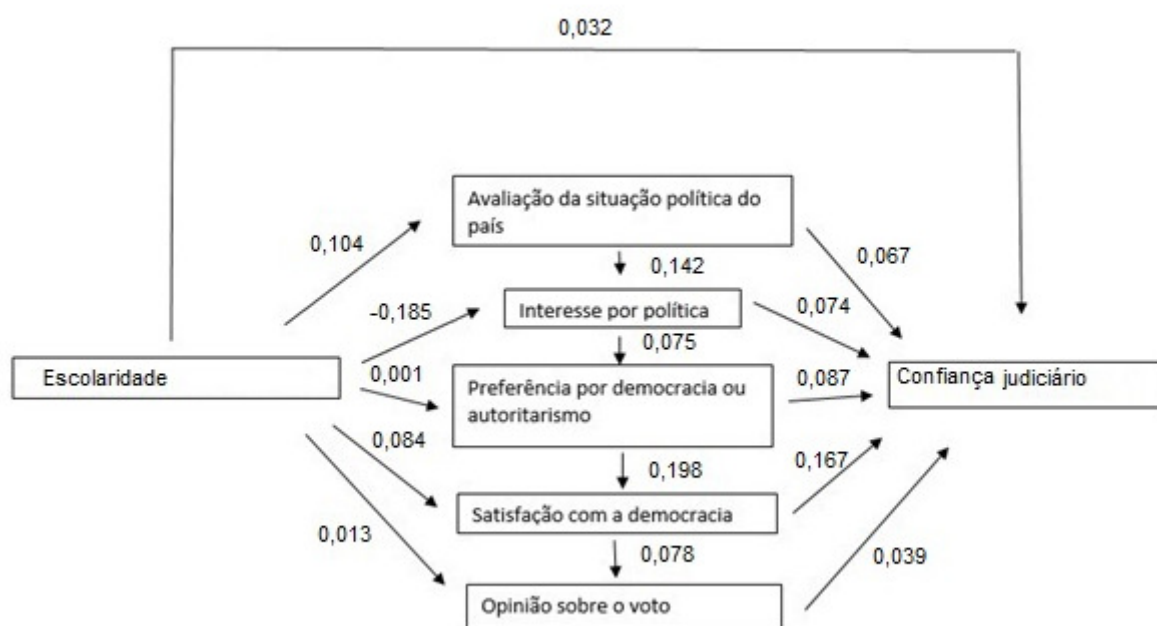 0,032
Avaliação da situação política do
país
0,104
0,067
0,142
-0,185
Interesse por política
0,074
0,075
Escolaridade
0,001
Preferência por democracia ou
autoritarismo
0,087
Confiança judiciário
0,084
0,198
0,167
Satisfação com a democracia
0,013
0,078
0,039
Opinião sobre o voto